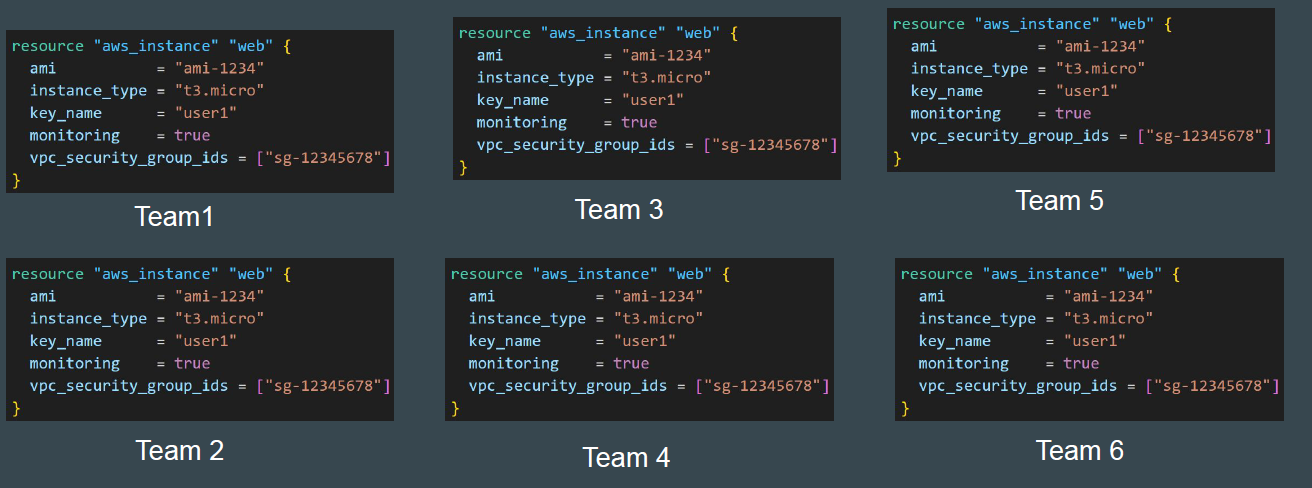 resource "aws_instance" "web" {
  ami           = "ami-1234"
  instance_type = "t3.micro"
  key_name      = "user1"
  monitoring    = true
  vpc_security_group_ids = ["sg-12345678"]
}
Team1
resource "aws_instance" "web" {
  ami           = "ami-1234"
  instance_type = "t3.micro"
  key_name      = "user1"
  monitoring    = true
  vpc_security_group_ids = ["sg-12345678"]
}
Team 3
resource "aws_instance" "web" {
  ami           = "ami-1234"
  instance_type = "t3.micro"
  key_name      = "user1"
  monitoring    = true
  vpc_security_group_ids = ["sg-12345678"]
}
Team 5
resource "aws_instance" "web" {
  ami           = "ami-1234"
  instance_type = "t3.micro"
  key_name      = "user1"
  monitoring    = true
  vpc_security_group_ids = ["sg-12345678"]
}
Team 2
resource "aws_instance" "web" {
  ami           = "ami-1234"
  instance_type = "t3.micro"
  key_name      = "user1"
  monitoring    = true
  vpc_security_group_ids = ["sg-12345678"]
}
Team 4
resource "aws_instance" "web" {
  ami           = "ami-1234"
  instance_type = "t3.micro"
  key_name      = "user1"
  monitoring    = true
  vpc_security_group_ids = ["sg-12345678"]
}
Team 6